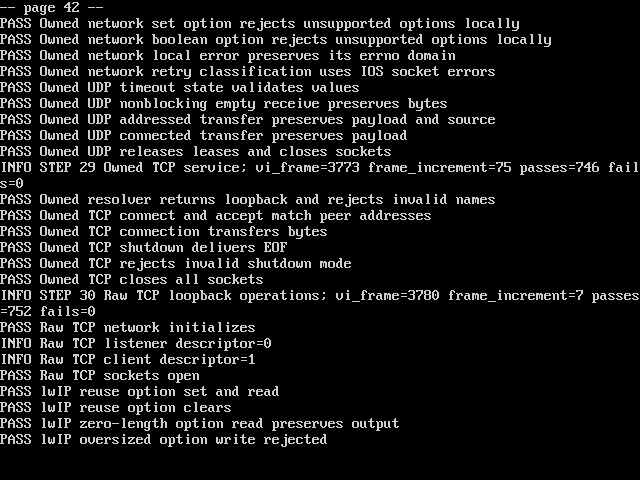 -- page 42 --
PASS Owned network set option rejects unsupported options locally
PASS Owned network boolean option rejects unsupported options locally
PASS Owned network local error preserves its errno domain
PASS Owned network retry classification uses IOS socket errors
PASS Owned UDP timeout state validates values
PASS Owned UDP nonblocking empty receive preserves bytes
PASS Owned UDP addressed transfer preserves payload and source
PASS Owned UDP connected transfer preserves payload
PASS Owned UDP releases leases and closes sockets
INFO STEP 29 Owned TCP service; vi_frame=3773 frame_increment=75 passes=746 fail
s=0
PASS Owned resolver returns loopback and rejects invalid names
PASS Owned TCP connect and accept match peer addresses
PASS Owned TCP connection transfers bytes
PASS Owned TCP shutdown delivers EOF
PASS Owned TCP rejects invalid shutdown mode
PASS Owned TCP closes all sockets
INFO STEP 30 Raw TCP loopback operations; vi_frame=3780 frame_increment=7 passes
=752 fails=0
PASS Raw TCP network initializes
INFO Raw TCP listener descriptor=0
INFO Raw TCP client descriptor=1
PASS Raw TCP sockets open
PASS lwIP reuse option set and read
PASS lwIP reuse option clears
PASS lwIP zero-length option read preserves output
PASS lwIP oversized option write rejected